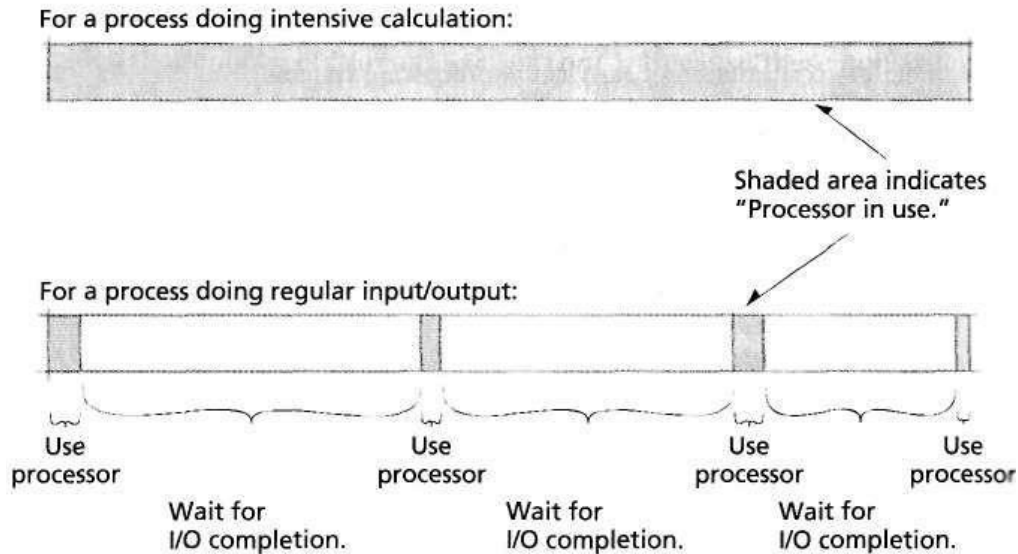 For a process doing intensive calculation:
Shaded area indicates
"Processor in use."
For a process doing regular input/output:
Use
processor
Wait for
I/O completion.
Use
processor
Wait for
I/O completion.
Use
processor
Wait for
I/O completion.
Use
processor